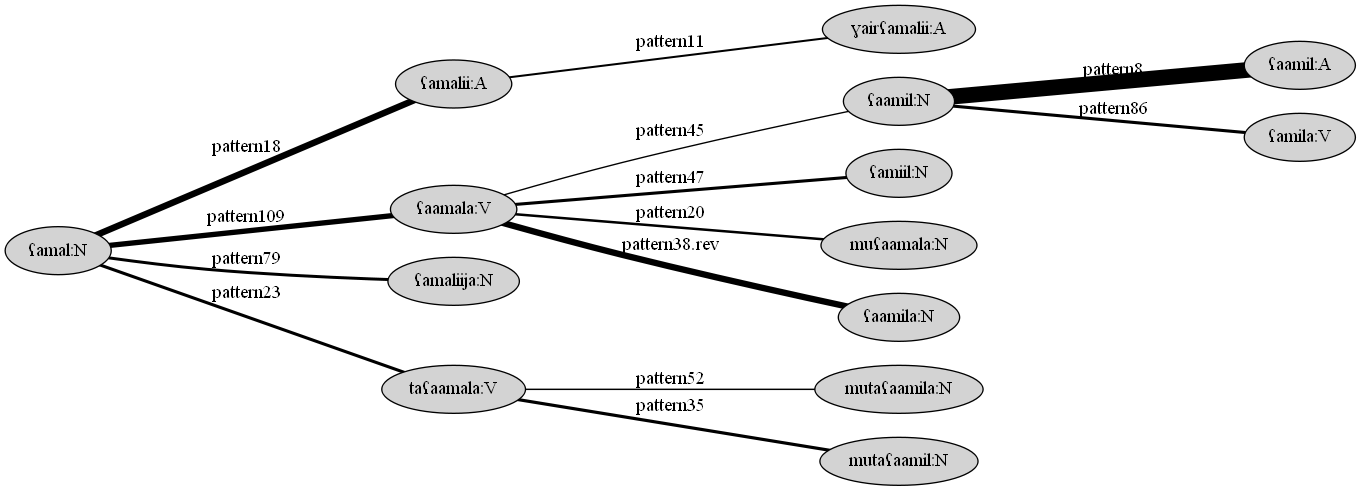 ʕamal:N
pattern18
pattern109
pattern79
pattern23
ʕamalii:A
ʕaamala:V
ʕamaliija:N
taʕaamala:V
pattern11
pattern45
pattern47
pattern20
pattern38.rev
pattern52
pattern35
ɣairʕamalii:A
ʕaamil:N
ʕamiil:N
muʕaamala:N
ʕaamila:N
mutaʕaamila:N
mutaʕaamil:N
pattern8
pattern86
ʕaamil:A
ʕamila:V